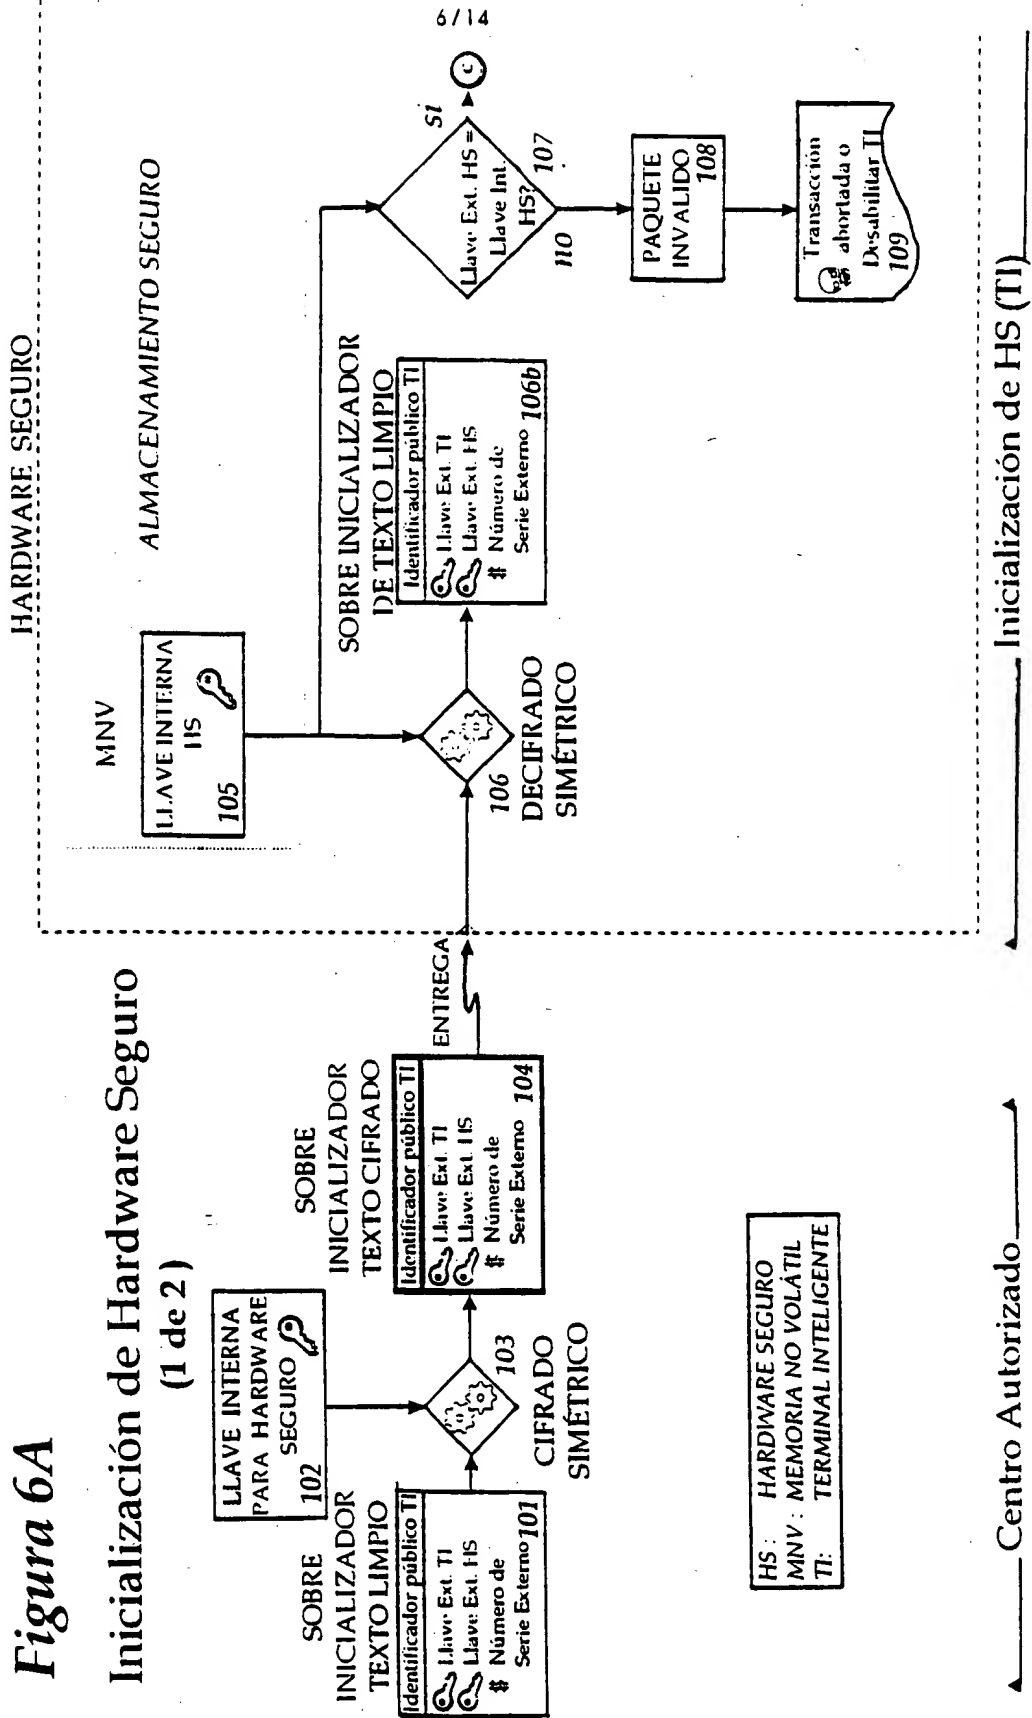 6/14
Figura 6A
Inicialización de Hardware Seguro
(1 de 2)
HARDWARE SEGURO
ALMACENAMIENTO SEGURO
MNV
SOBRE
INICIALIZADOR
TEXTO LIMPIO
Identificador público TI
Llave Ext. TI
Llave Ext. HS
# Número de
Serie Externo 101
LLAVE INTERNA
PARA HARDWARE
SEGURO
102
103
CIFRADO
SIMÉTRICO
SOBRE
INICIALIZADOR
TEXTO CIFRADO
Identificador público TI
Llave Ext. TI
Llave Ext. HS
# Número de
Serie Externo 104
ENTREGA
LLAVE INTERNA
HS
105
106
DECIFRADO
SIMÉTRICO
SOBRE INICIALIZADOR
DE TEXTO LIMPIO
Identificador público TI
Llave Ext. TI
Llave Ext. HS
# Número de
Serie Externo 106b
Llave Ext. HS =
Llave Int.
HS?
107
si
c
no
PAQUETE
INVALIDO
108
Transacción
abortada o
Desabilitar TI
109
HS: HARDWARE SEGURO
MNV: MEMORIA NO VOLÁTIL
TI: TERMINAL INTELIGENTE
Centro Autorizado
Inicialización de HS (TI)